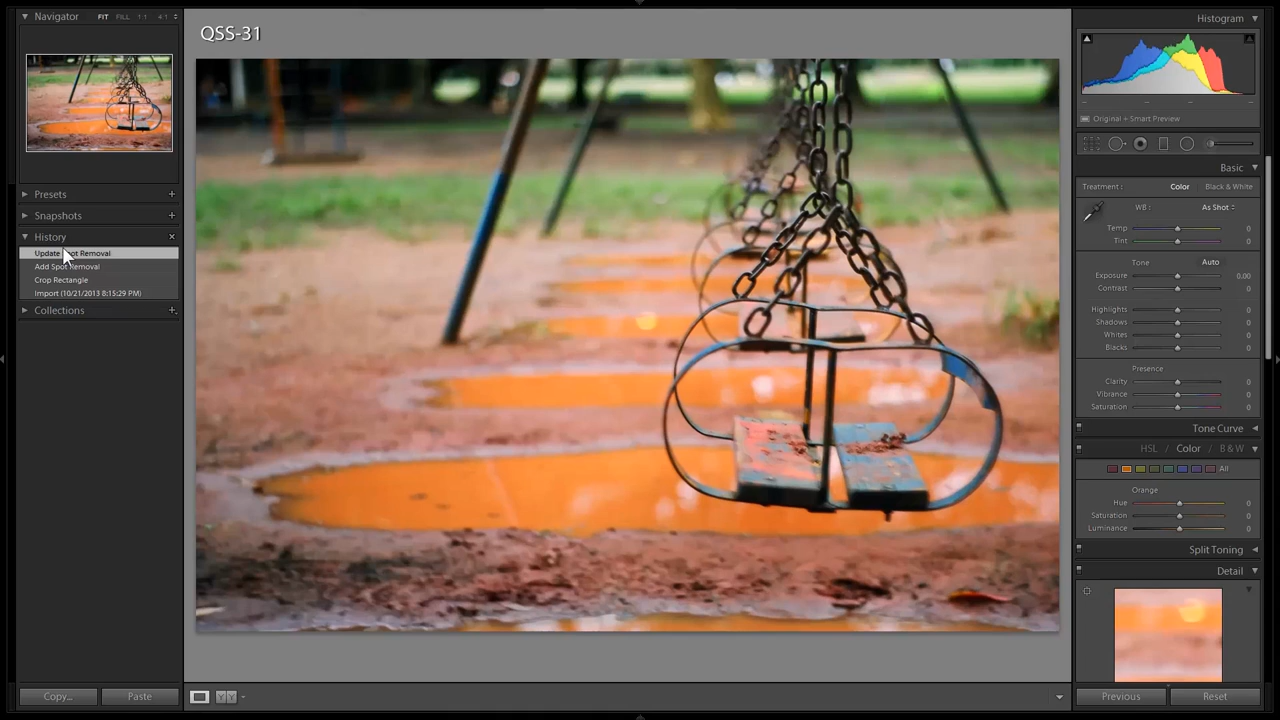 Navigator FIT FILL 1:1 4:1
Presets
Snapshots
History
Update Spot Removal
Add Spot Removal
Crop Rectangle
Import (10/21/2013 8:15:29 PM)
Collections
Copy... Paste
QSS-31
Histogram
Original + Smart Preview
Basic
Treatment : Color Black & White
WB : As Shot
Temp 0
Tint 0
Tone Auto
Exposure 0.00
Contrast 0
Highlights 0
Shadows 0
Whites 0
Blacks 0
Presence
Clarity 0
Vibrance 0
Saturation 0
Tone Curve
HSL / Color / B & W
All
Orange
Hue 0
Saturation 0
Luminance 0
Split Toning
Detail
Previous Reset